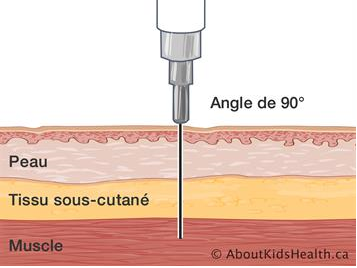 Angle de 90°
Peau
Tissu sous-cutané
Muscle
© AboutKidsHealth.ca